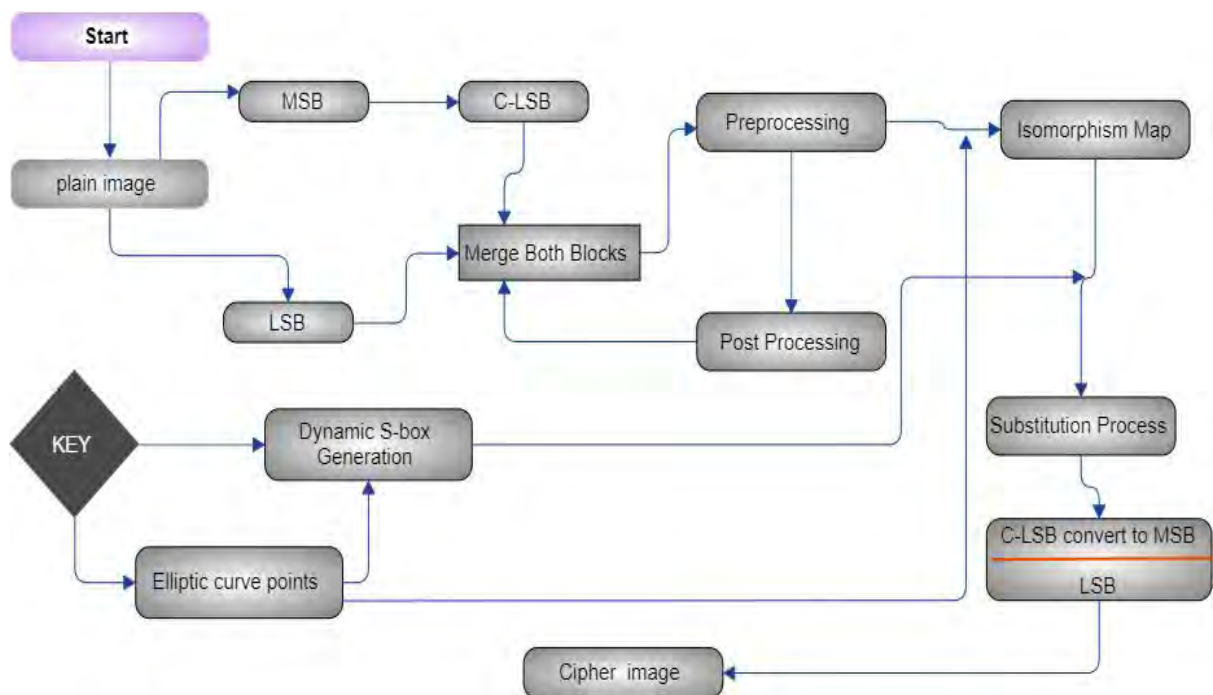 Start
MSB
C-LSB
Preprocessing
Isomorphism Map
plain image
Merge Both Blocks
LSB
Post Processing
KEY
Dynamic S-box
Generation
Substitution Process
Elliptic curve points
C-LSB convert to MSB
LSB
Cipher image